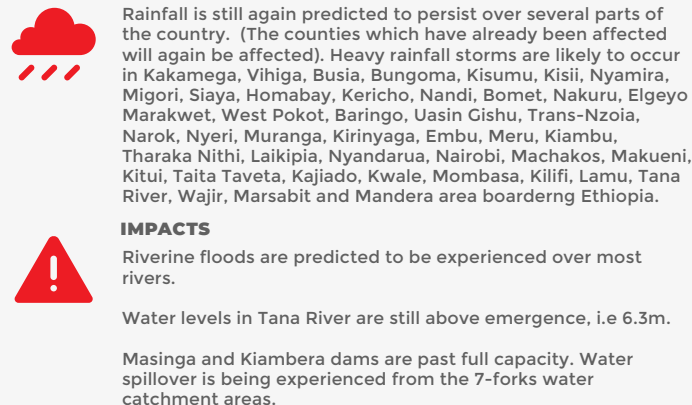 Rainfall is still again predicted to persist over several parts of
the country.  (The counties which have already been affected
will again be affected). Heavy rainfall storms are likely to occur
in Kakamega, Vihiga, Busia, Bungoma, Kisumu, Kisii, Nyamira,
Migori, Siaya, Homabay, Kericho, Nandi, Bomet, Nakuru, Elgeyo
Marakwet, West Pokot, Baringo, Uasin Gishu, Trans-Nzoia,
Narok, Nyeri, Muranga, Kirinyaga, Embu, Meru, Kiambu,
Tharaka Nithi, Laikipia, Nyandarua, Nairobi, Machakos, Makueni,
Kitui, Taita Taveta, Kajiado, Kwale, Mombasa, Kilifi, Lamu, Tana
River, Wajir, Marsabit and Mandera area boarderng Ethiopia.
IMPACTS
Riverine floods are predicted to be experienced over most
rivers.
Water levels in Tana River are still above emergence, i.e 6.3m.
Masinga and Kiambera dams are past full capacity. Water
spillover is being experienced from the 7-forks water
catchment areas.